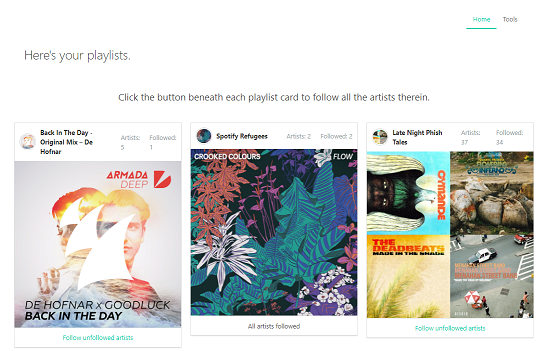 Home Tools
Here's your playlists.
Click the button beneath each playlist card to follow all the artists therein.
Back In The Day -
Original Mix – De
Hofnar
Artists:
5
Followed:
1
ARMADA
DEEP
DE HOFNAR x GOODLUCK
BACK IN THE DAY
Follow unfollowed artists
Spotify Refugees
Artists: 2
Followed: 2
CROOKED COLOURS
FLOW
All artists followed
Late Night Phish
Tales
Artists:
37
Followed:
34
CYMANDE
INFERNO
THE DEADBEATS
MADE IN THE SHADE
Follow unfollowed artists